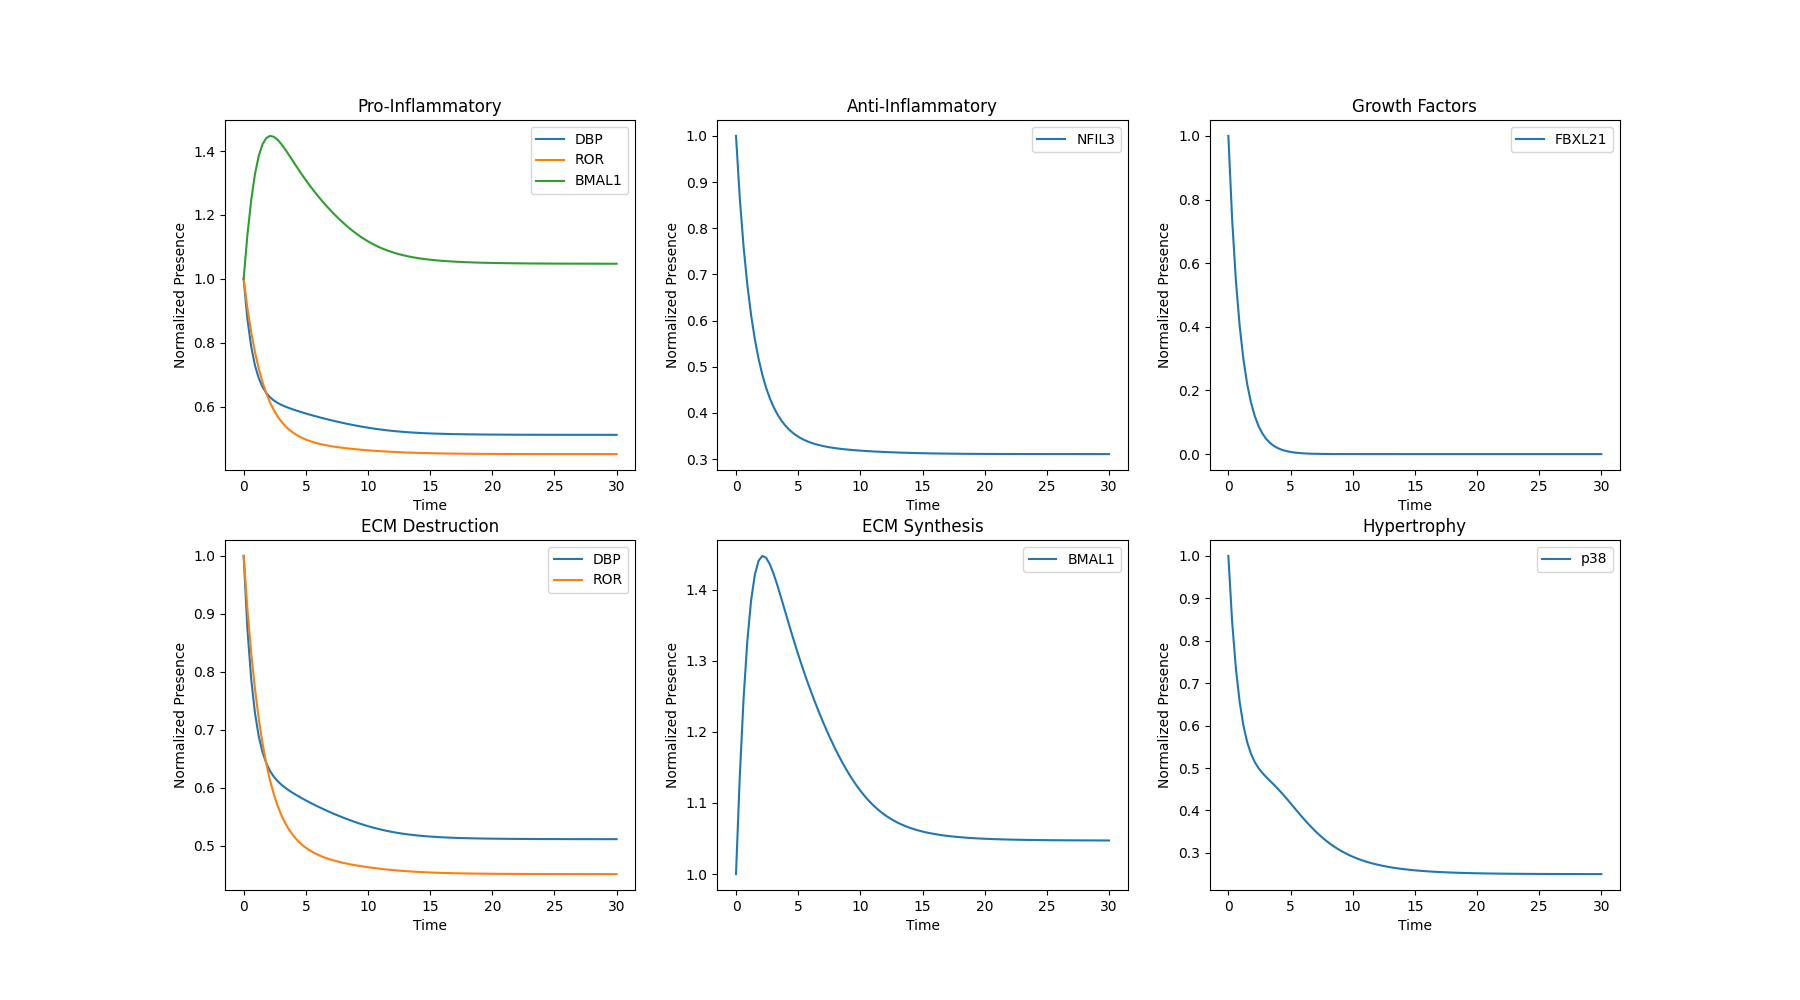 Pro-Inflammatory
Normalized Presence
1.4
1.2
1.0
0.8
0.6
DBP
ROR
BMAL1
0 5 10 15 20 25 30
Time
Anti-Inflammatory
Normalized Presence
1.0
0.9
0.8
0.7
0.6
0.5
0.4
0.3
NFIL3
0 5 10 15 20 25 30
Time
Growth Factors
Normalized Presence
1.0
0.8
0.6
0.4
0.2
0.0
FBXL21
0 5 10 15 20 25 30
Time
ECM Destruction
Normalized Presence
1.0
0.9
0.8
0.7
0.6
0.5
DBP
ROR
0 5 10 15 20 25 30
Time
ECM Synthesis
Normalized Presence
1.4
1.3
1.2
1.1
1.0
BMAL1
0 5 10 15 20 25 30
Time
Hypertrophy
Normalized Presence
1.0
0.9
0.8
0.7
0.6
0.5
0.4
0.3
p38
0 5 10 15 20 25 30
Time